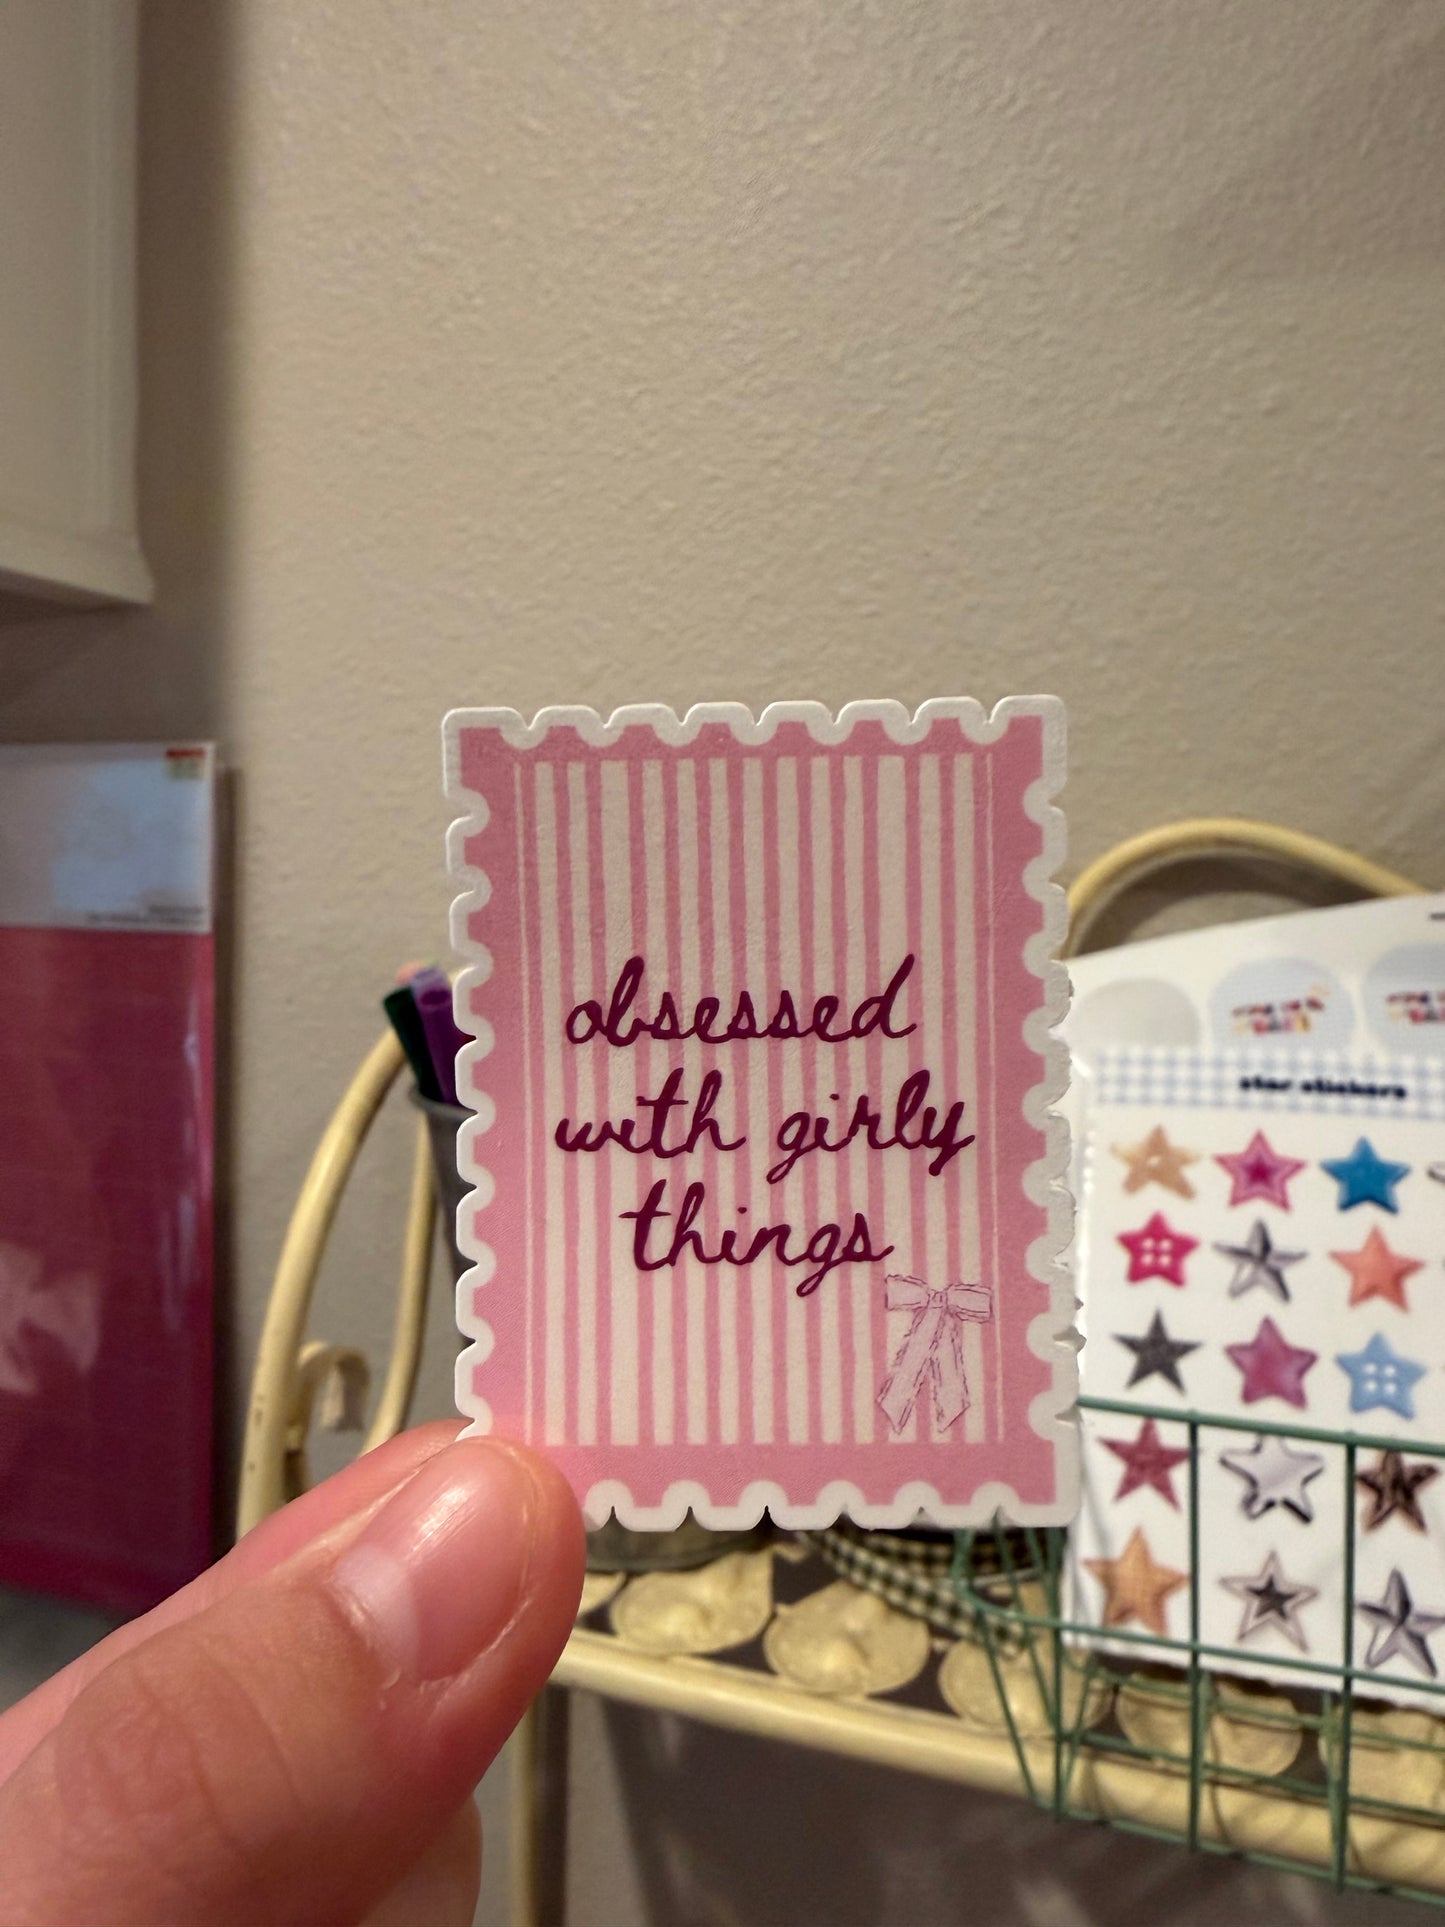 obsessed
with girly
things
star stickers